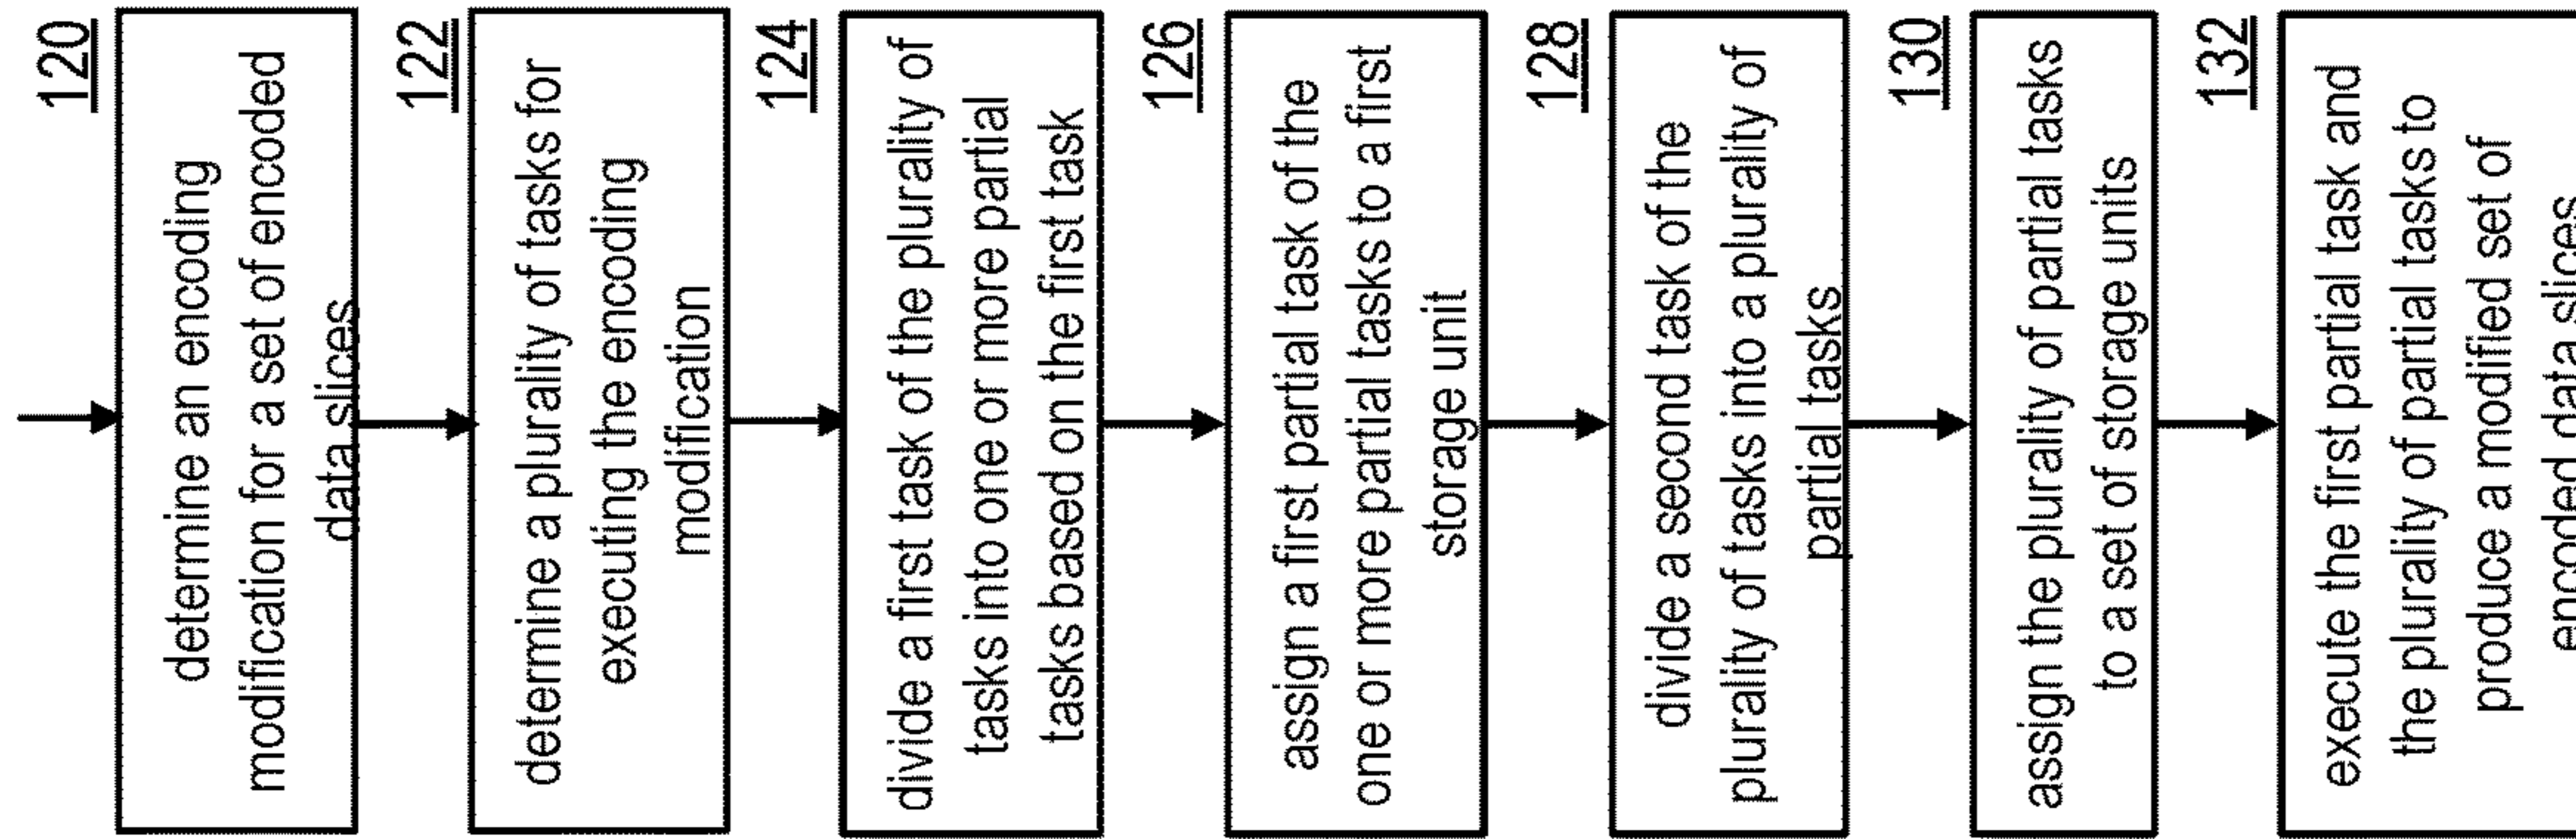 120
determine an encoding
modification for a set of encoded
data slices
122
determine a plurality of tasks for
executing the encoding
modification
124
divide a first task of the plurality of
tasks into one or more partial
tasks based on the first task
126
assign a first partial task of the
one or more partial tasks to a first
storage unit
128
divide a second task of the
plurality of tasks into a plurality of
partial tasks
130
assign the plurality of partial tasks
to a set of storage units
132
execute the first partial task and
the plurality of partial tasks to
produce a modified set of
encoded data slices